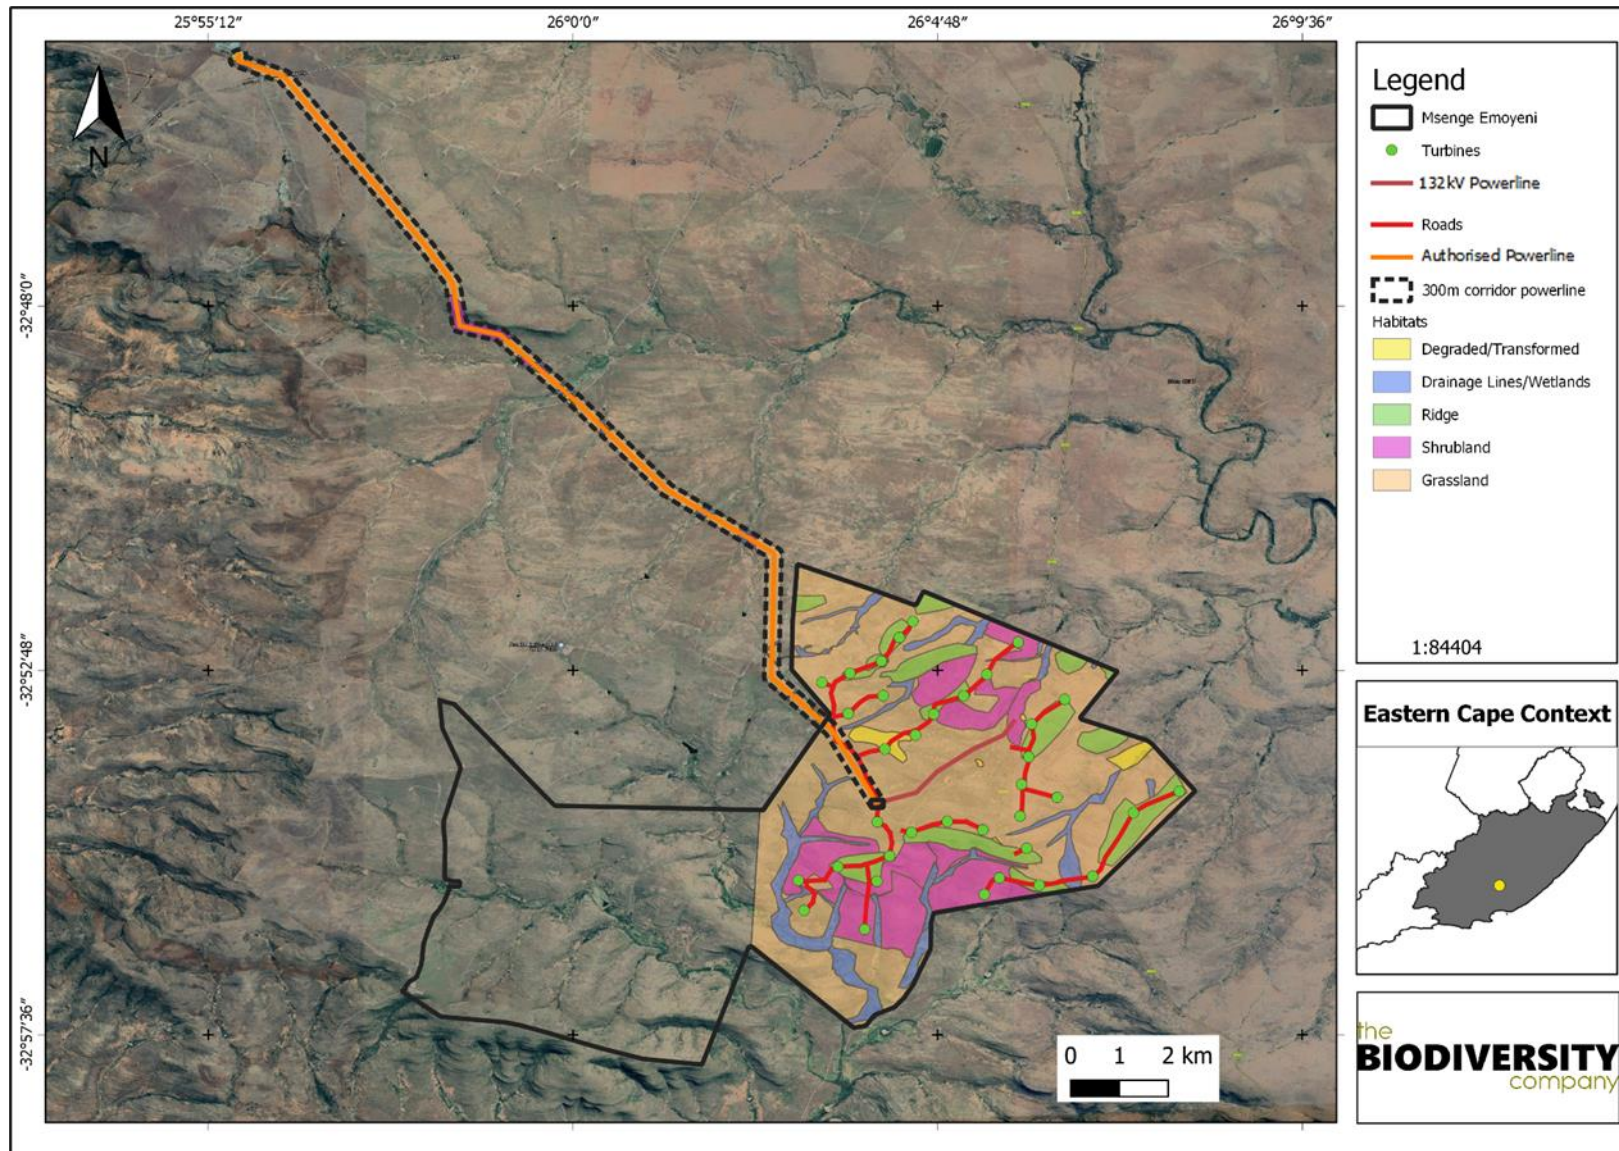 25°55′12″ 26°0′0″ 26°4′48″ 26°9′36″
-32°48′0″
-32°52′48″
-32°57′36″
N
0 1 2 km
Legend
Msenge Emoyeni
Turbines
132kV Powerline
Roads
Authorised Powerline
300m corridor powerline
Habitats
Degraded/Transformed
Drainage Lines/Wetlands
Ridge
Shrubland
Grassland
1:84404
Eastern Cape Context
the
BIODIVERSITY
company